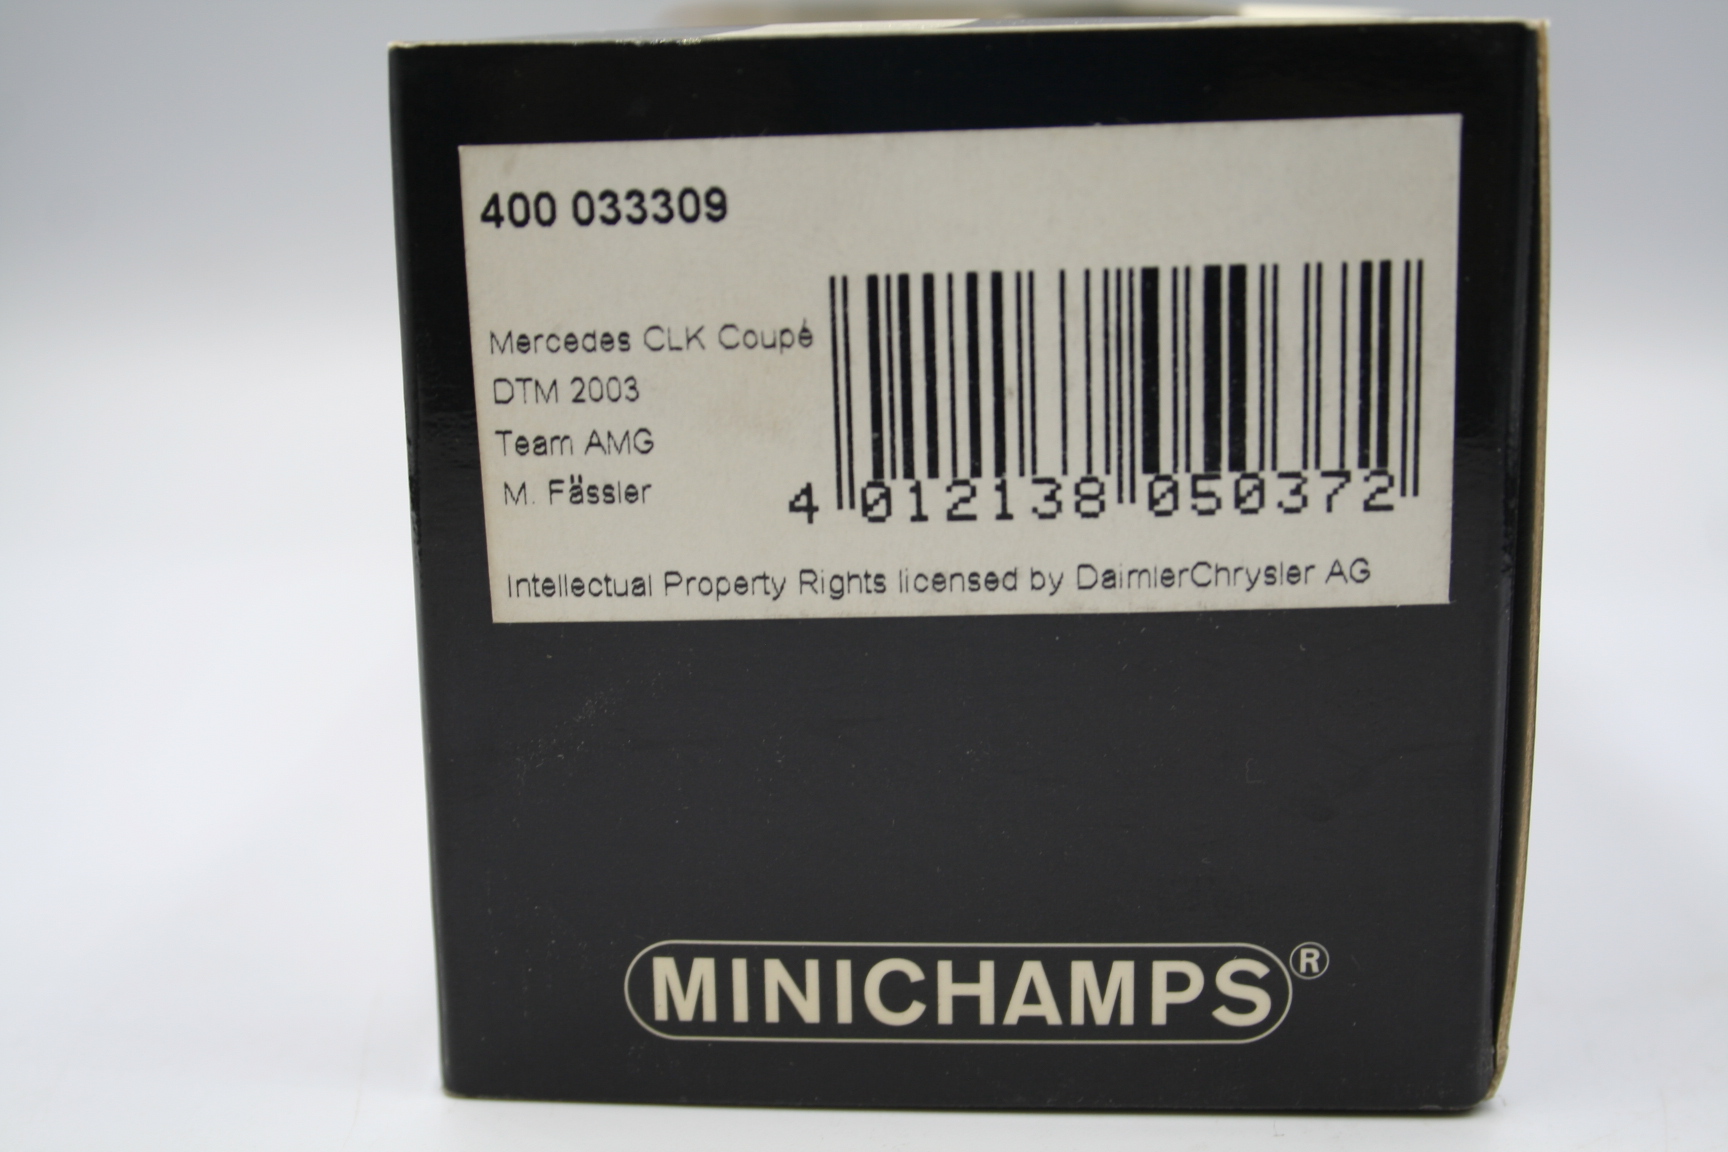 400 033309
Mercedes CLK Coupé
DTM 2003
Team AMG
M. Fässler
4 012138 050372
Intellectual Property Rights licensed by DaimlerChrysler AG
MINICHAMPS®